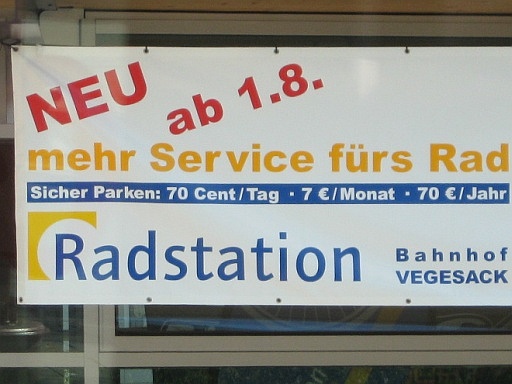 NEU ab 1.8.
mehr Service fürs Rad
Sicher Parken: 70 Cent/Tag · 7 €/Monat · 70 €/Jahr
Radstation
Bahnhof
VEGESACK